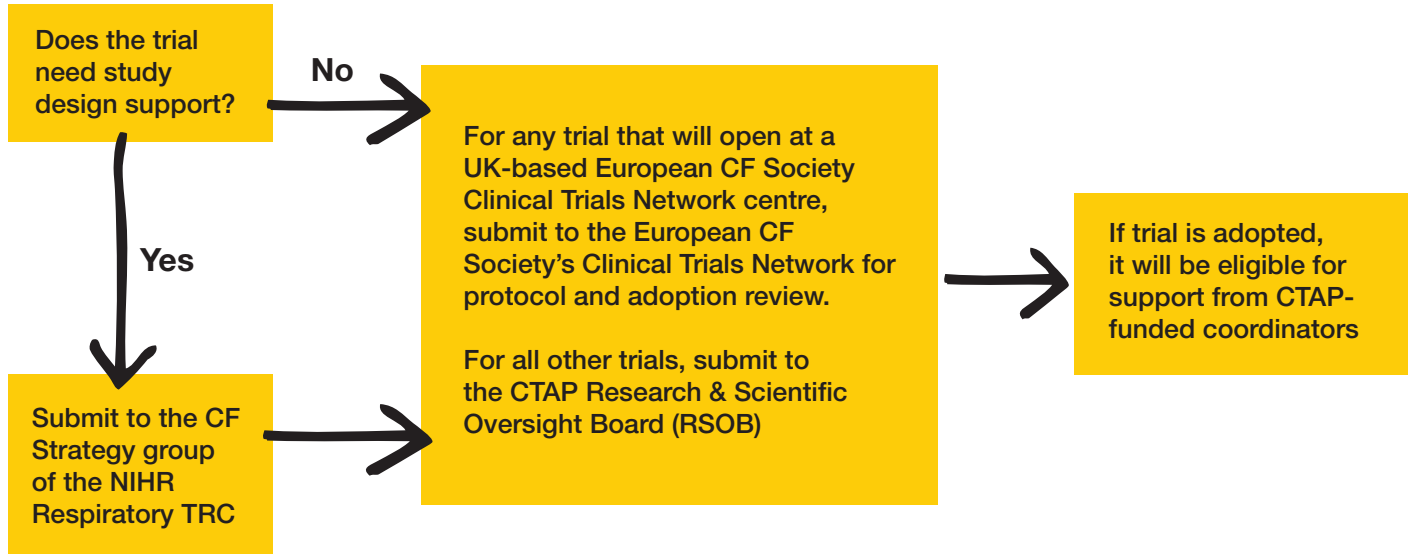 Does the trial
need study
design support?
No
Yes
Submit to the CF
Strategy group
of the NIHR
Respiratory TRC
For any trial that will open at a
UK-based European CF Society
Clinical Trials Network centre,
submit to the European CF
Society’s Clinical Trials Network for
protocol and adoption review.
For all other trials, submit to
the CTAP Research & Scientific
Oversight Board (RSOB)
If trial is adopted,
it will be eligible for
support from CTAP-
funded coordinators